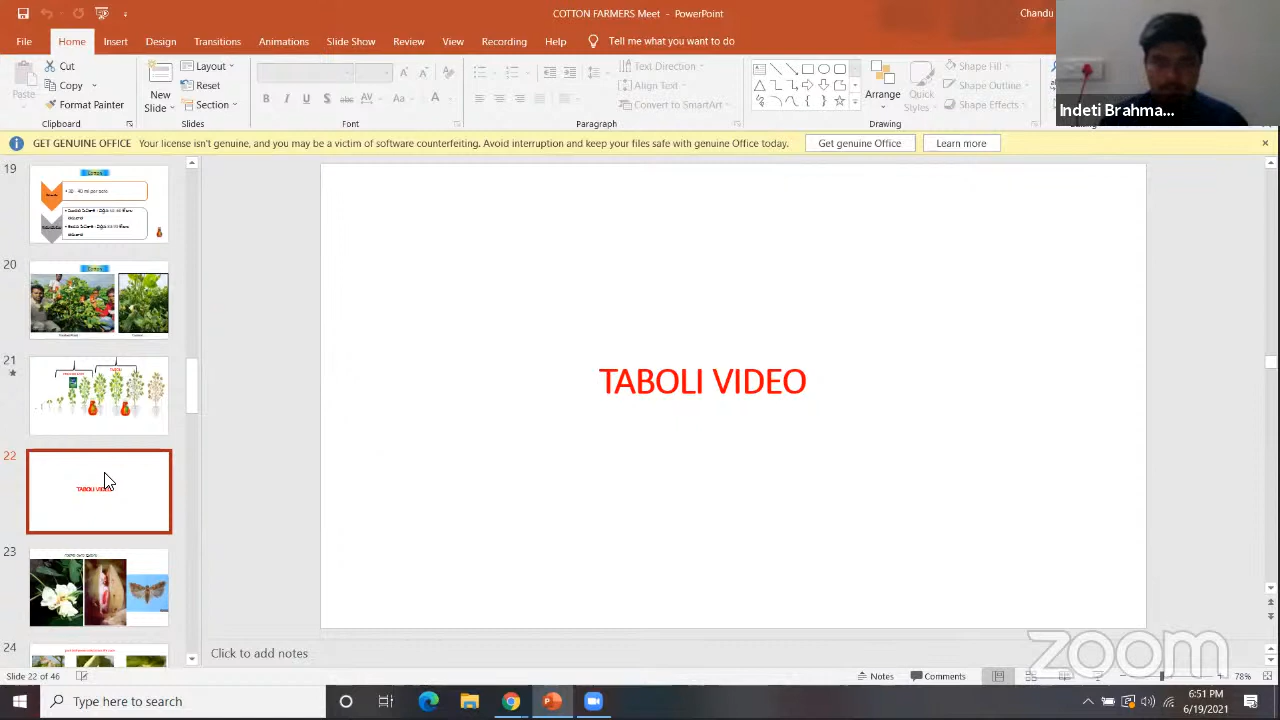 COTTON FARMERS Meet - PowerPoint
Chandu
File Home Insert Design Transitions Animations Slide Show Review View Recording Help Tell me what you want to do
Paste
Cut
Copy
Format Painter
New Slide
Layout
Reset
Section
Text Direction
Align Text
Convert to SmartArt
Arrange
Quick Styles
Shape Fill
Shape Outline
Shape Effects
Clipboard Slides Font Paragraph Drawing
Indeti Brahma...
GET GENUINE OFFICE Your license isn't genuine, and you may be a victim of software counterfeiting. Avoid interruption and keep your files safe with genuine Office today. Get genuine Office Learn more
19
20
21
TABOLI
22
TABOLI VIDEO
23
24
TABOLI VIDEO
Click to add notes
zoom
Slide 22 of 46
Notes Comments 78%
Type here to search
6:51 PM
6/19/2021